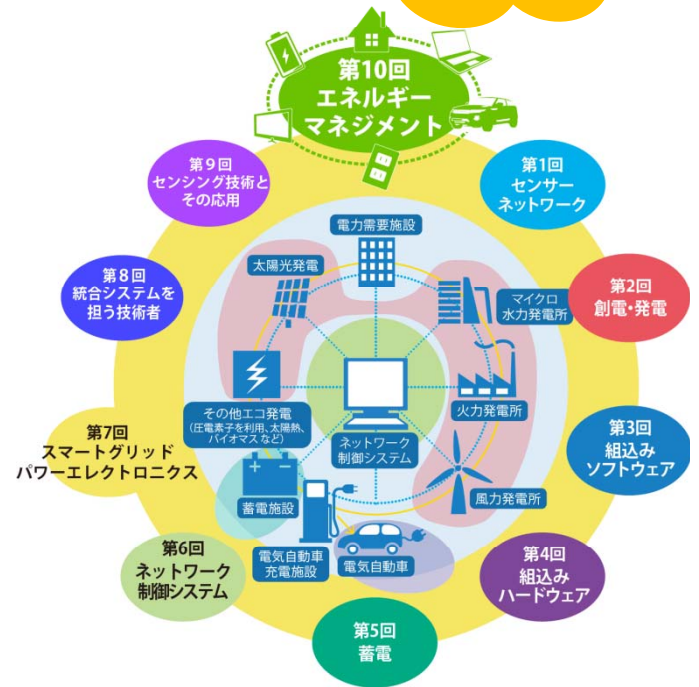 第10回
エネルギー
マネジメント
第9回
センシング技術と
その応用
第1回
センサー
ネットワーク
電力需要施設
太陽光発電
第8回
統合システムを
担う技術者
マイクロ
水力発電所
第2回
創電・発電
その他エコ発電
(圧電素子を利用、太陽熱、
バイオマス など)
ネットワーク
制御システム
火力発電所
第7回
スマートグリッド
パワーエレクトロニクス
第3回
組込み
ソフトウェア
蓄電施設
風力発電所
電気自動車
充電施設
電気自動車
第6回
ネットワーク
制御システム
第4回
組込み
ハードウェア
第5回
蓄電